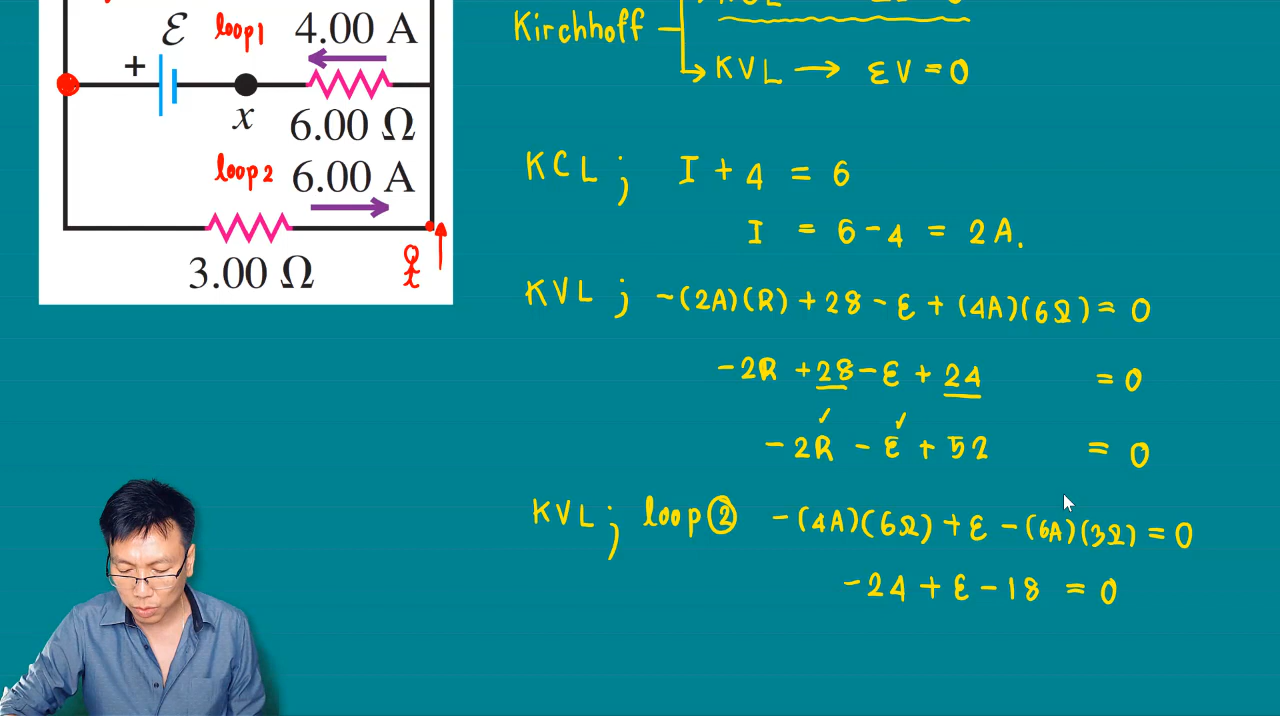 ℰ loop1 4.00 A
+
x 6.00 Ω
loop2 6.00 A
3.00 Ω
Kirchhoff
KVL → ΣV = 0
KCL ; I + 4 = 6
I = 6 - 4 = 2A.
KVL ; -(2A)(R) + 28 - ℰ + (4A)(6Ω) = 0
-2R + 28 - ℰ + 24 = 0
-2R - ℰ + 52 = 0
KVL ; loop ② -(4A)(6Ω) + ℰ - (6A)(3Ω) = 0
-24 + ℰ - 18 = 0